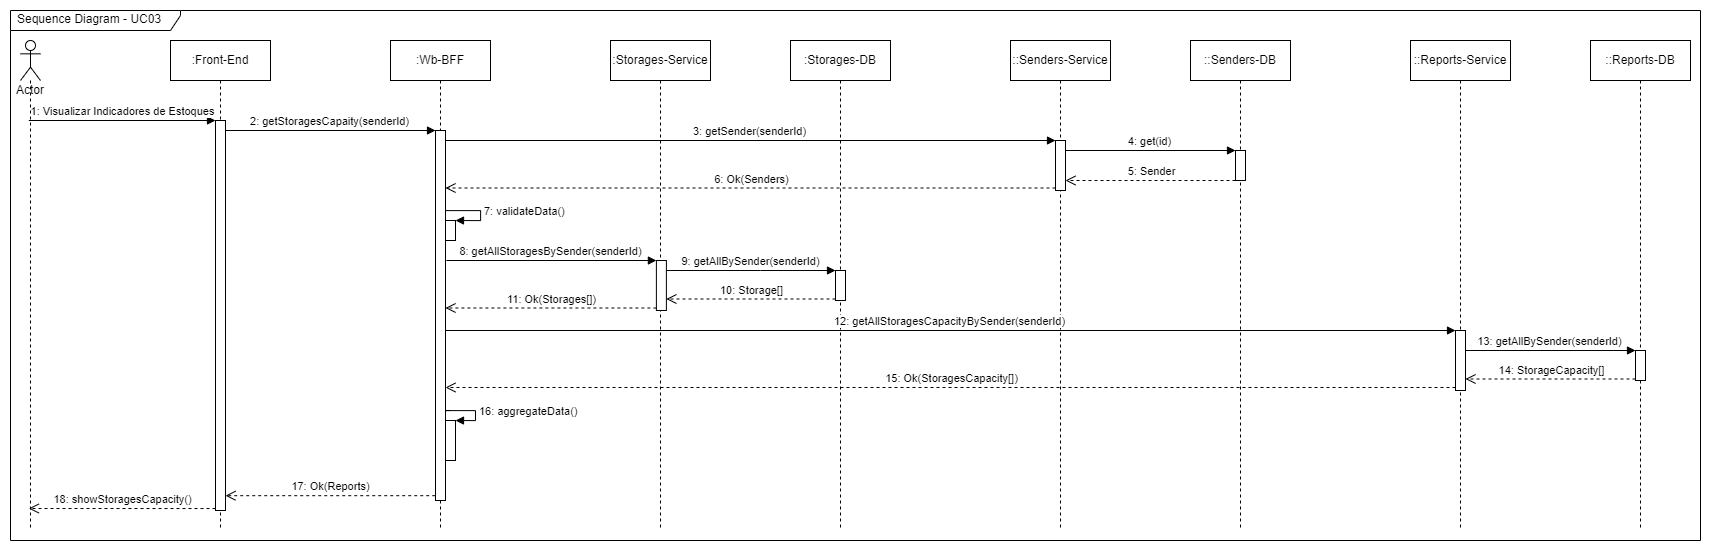 Sequence Diagram - UC03
:Front-End
:Wb-BFF
:Storages-Service
:Storages-DB
::Senders-Service
::Senders-DB
::Reports-Service
::Reports-DB
Actor
1: Visualizar Indicadores de Estoques
2: getStoragesCapaity(senderId)
3: getSender(senderId)
4: get(id)
5: Sender
6: Ok(Senders)
7: validateData()
8: getAllStoragesBySender(senderId)
9: getAllBySender(senderId)
10: Storage[]
11: Ok(Storages[])
12: getAllStoragesCapacityBySender(senderId)
13: getAllBySender(senderId)
14: StorageCapacity[]
15: Ok(StoragesCapacity[])
16: aggregateData()
17: Ok(Reports)
18: showStoragesCapacity()